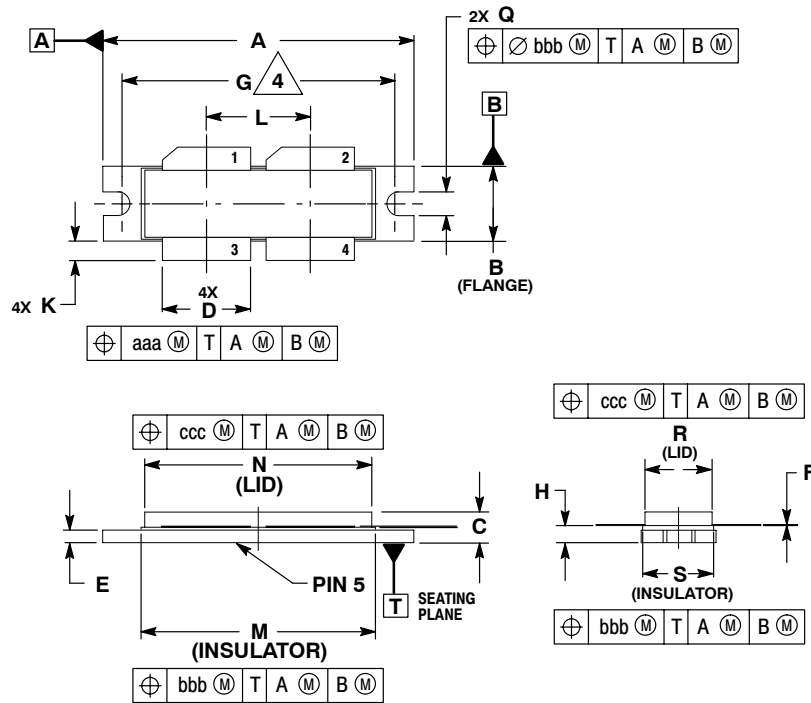 2X Q
A A
⌖ ∅ bbb Ⓜ T A Ⓜ B Ⓜ
G 4
L
B
1 2
3 4
4X K
4X
D
B
(FLANGE)
⌖ aaa Ⓜ T A Ⓜ B Ⓜ
⌖ ccc Ⓜ T A Ⓜ B Ⓜ
N
(LID)
C
E
PIN 5
T SEATING
PLANE
M
(INSULATOR)
⌖ bbb Ⓜ T A Ⓜ B Ⓜ
⌖ ccc Ⓜ T A Ⓜ B Ⓜ
R
(LID)
F
H
S
(INSULATOR)
⌖ bbb Ⓜ T A Ⓜ B Ⓜ